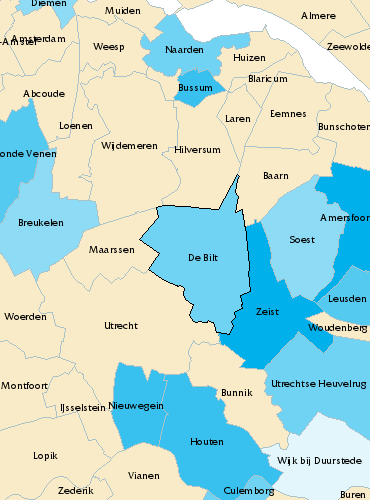 Diemen
Muiden
Almere
Amsterdam
-Amstel
Weesp
Naarden
Huizen
Zeewolde
Blaricum
Abcoude
Bussum
Laren
Eemnes
Loenen
Bunschoten
Wijdemeren
Hilversum
onde Venen
Baarn
Breukelen
Amersfoor
Soest
Maarssen
De Bilt
Leusden
Woerden
Zeist
Utrecht
Woudenberg
Montfoort
Utrechtse Heuvelrug
Bunnik
IJsselstein
Nieuwegein
Houten
Lopik
Wijk bij Duurstede
Vianen
Zederik
Culemborg
Buren